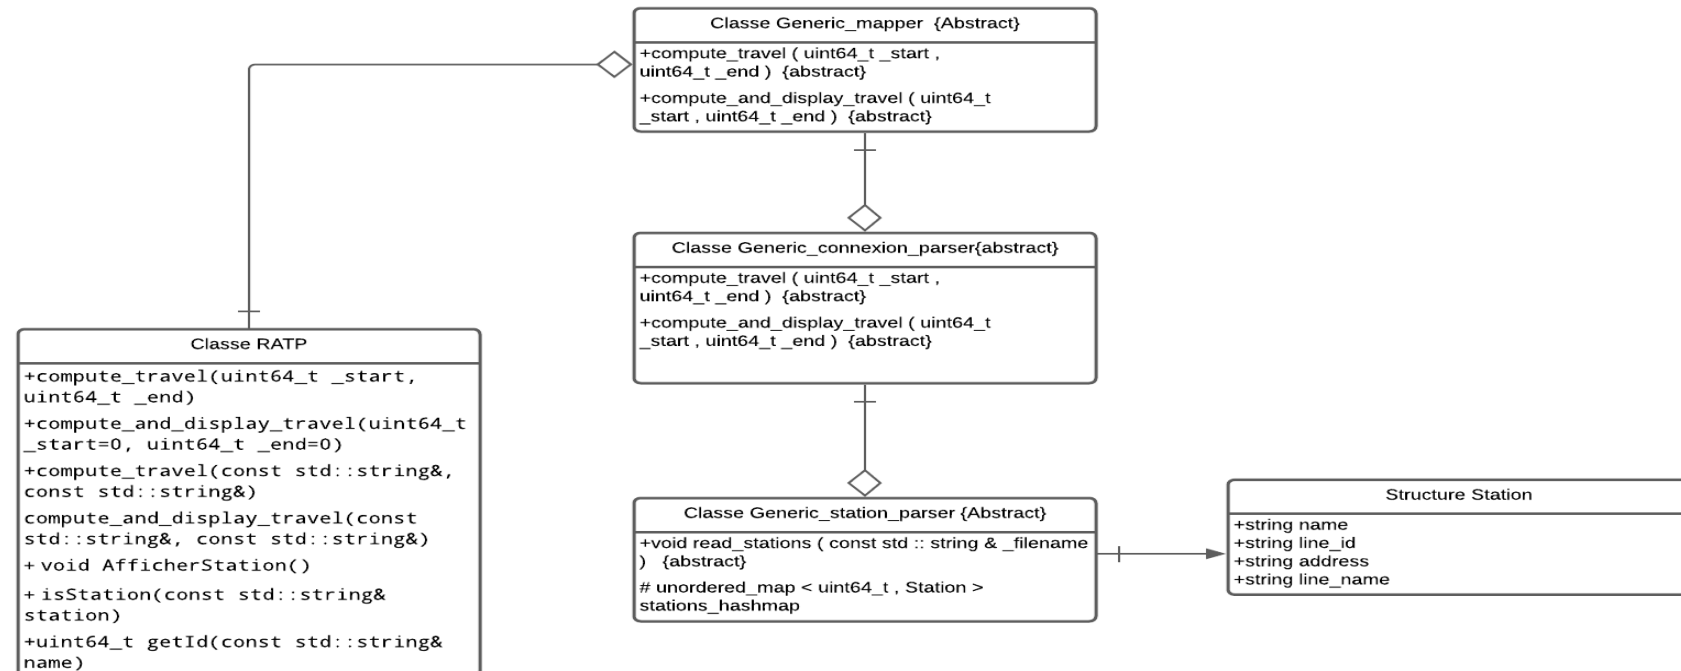 Classe Generic_mapper {Abstract}
+compute_travel ( uint64_t _start ,
uint64_t _end ) {abstract}
+compute_and_display_travel ( uint64_t
_start , uint64_t _end ) {abstract}
Classe Generic_connexion_parser{abstract}
+compute_travel ( uint64_t _start ,
uint64_t _end ) {abstract}
+compute_and_display_travel ( uint64_t
_start , uint64_t _end ) {abstract}
Classe RATP
+compute_travel(uint64_t _start,
uint64_t _end)
+compute_and_display_travel(uint64_t
_start=0, uint64_t _end=0)
+compute_travel(const std::string&,
const std::string&)
compute_and_display_travel(const
std::string&, const std::string&)
+ void AfficherStation()
+ isStation(const std::string&
station)
+uint64_t getId(const std::string&
name)
Classe Generic_station_parser {Abstract}
+void read_stations ( const std :: string & _filename
) {abstract}
# unordered_map < uint64_t , Station >
stations_hashmap
Structure Station
+string name
+string line_id
+string address
+string line_name